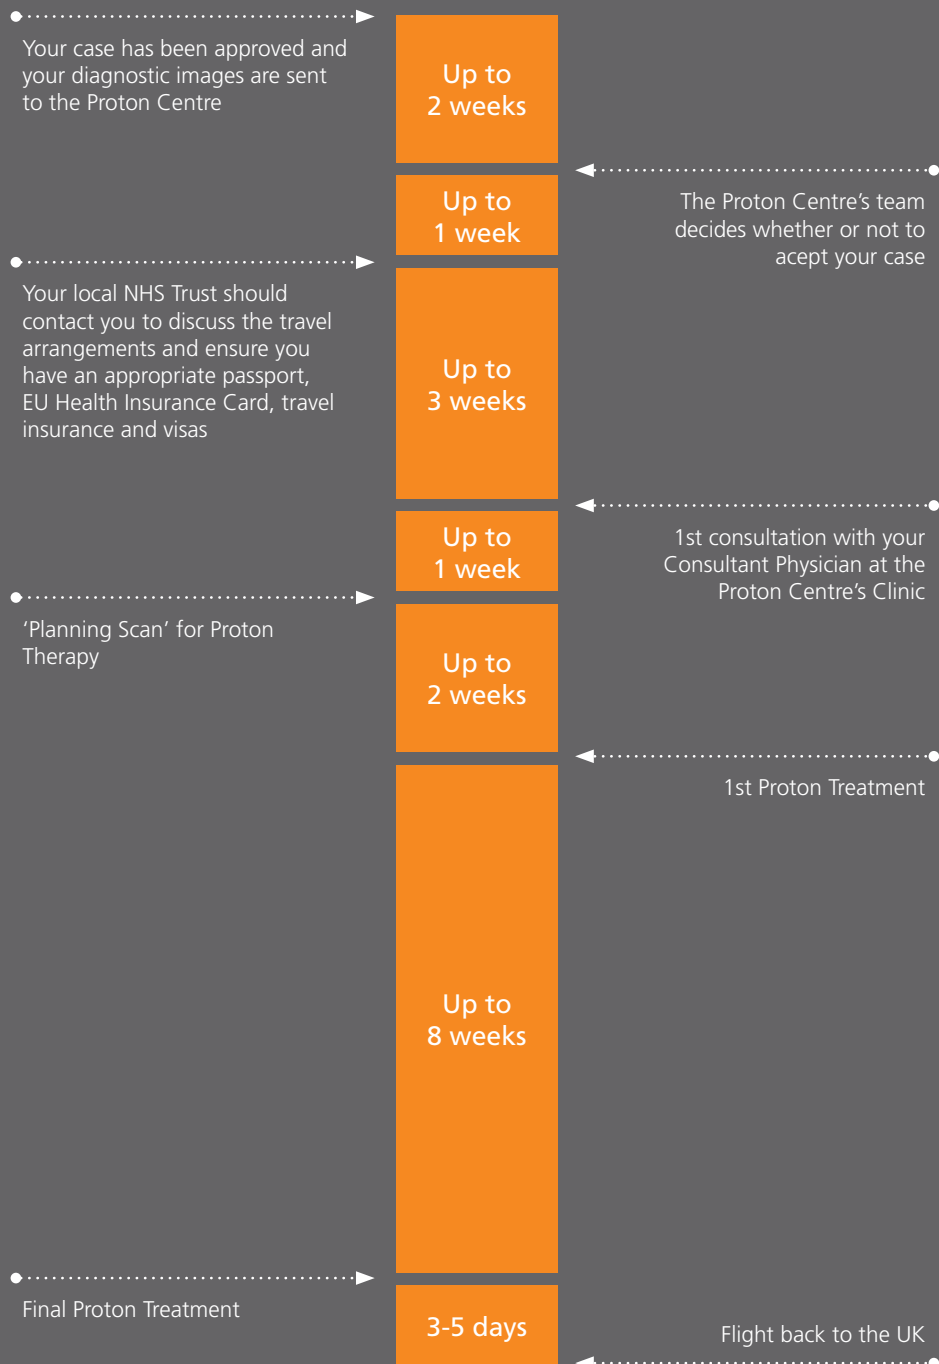 Your case has been approved and
your diagnostic images are sent
to the Proton Centre
Up to
2 weeks
The Proton Centre’s team
decides whether or not to
acept your case
Up to
1 week
Your local NHS Trust should
contact you to discuss the travel
arrangements and ensure you
have an appropriate passport,
EU Health Insurance Card, travel
insurance and visas
Up to
3 weeks
1st consultation with your
Consultant Physician at the
Proton Centre’s Clinic
Up to
1 week
‘Planning Scan’ for Proton
Therapy
Up to
2 weeks
1st Proton Treatment
Up to
8 weeks
Final Proton Treatment
3-5 days
Flight back to the UK